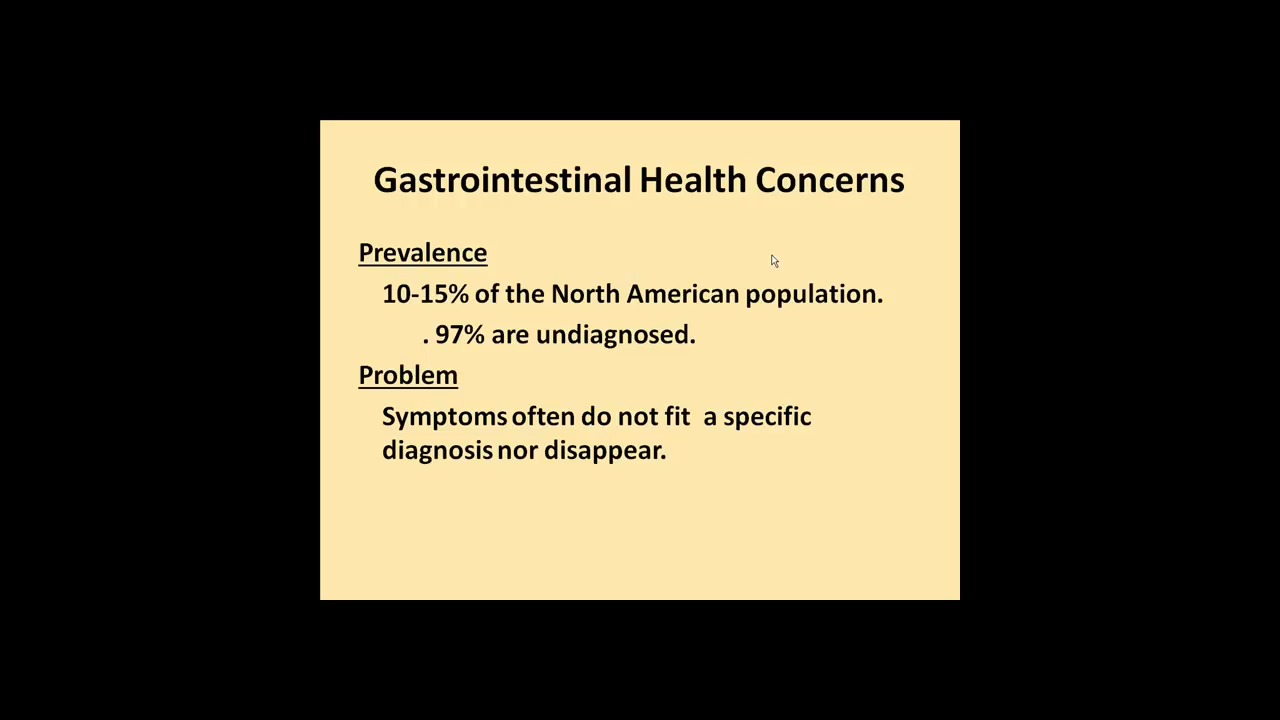 Gastrointestinal Health Concerns
Prevalence
10-15% of the North American population.
. 97% are undiagnosed.
Problem
Symptoms often do not fit  a specific
diagnosis nor disappear.